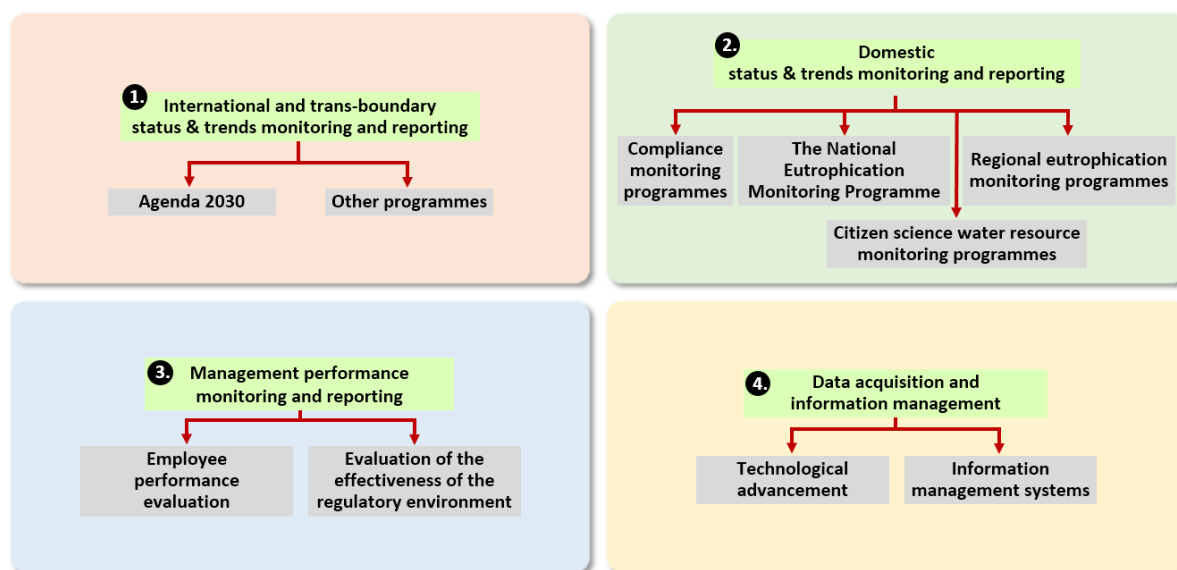 1.
International and trans-boundary
status & trends monitoring and reporting
Agenda 2030
Other programmes
2.
Domestic
status & trends monitoring and reporting
Compliance
monitoring
programmes
The National
Eutrophication
Monitoring Programme
Regional eutrophication
monitoring programmes
Citizen science water resource
monitoring programmes
3.
Management performance
monitoring and reporting
Employee
performance
evaluation
Evaluation of the
effectiveness of the
regulatory environment
4.
Data acquisition and
information management
Technological
advancement
Information
management systems